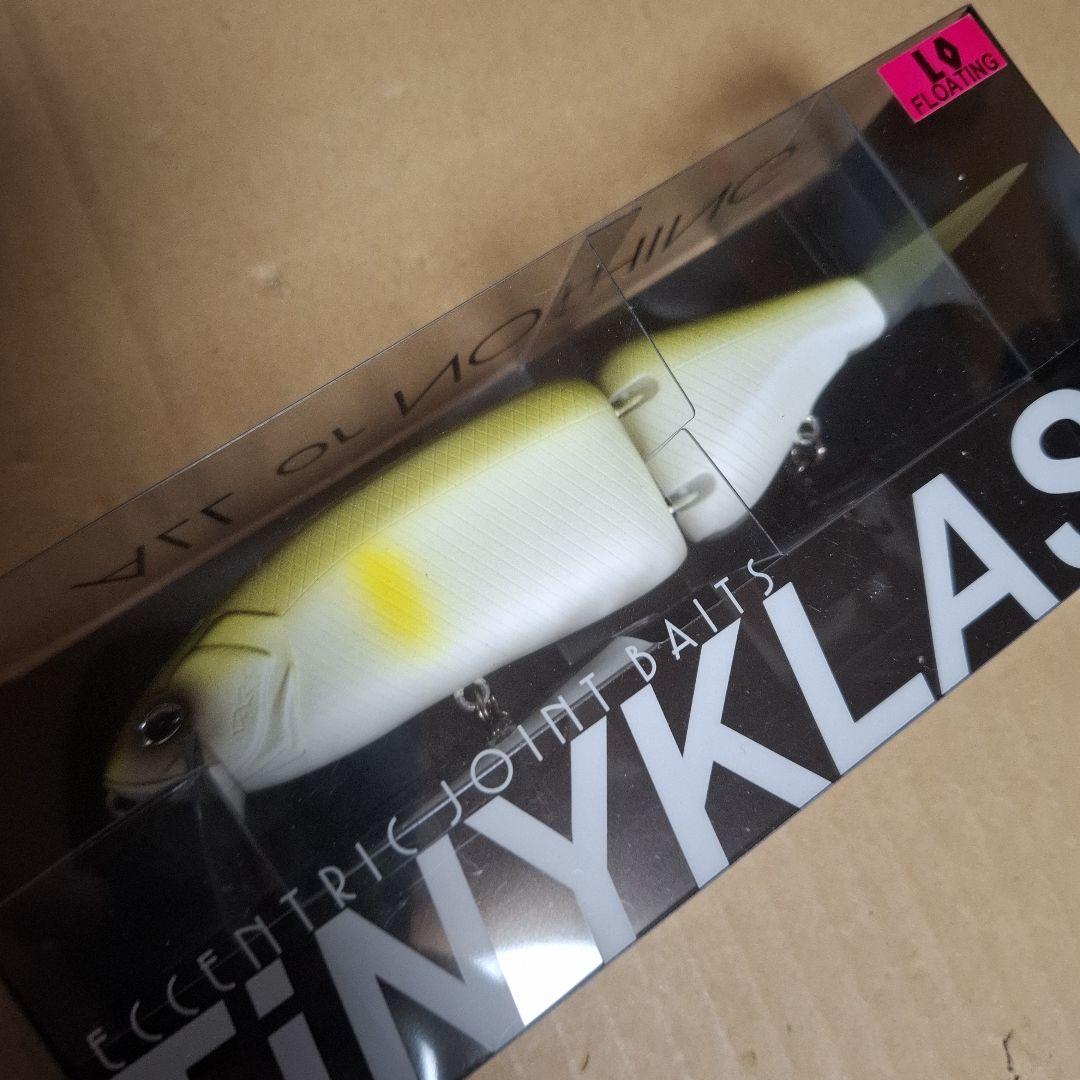 LO
FLOATING
ALL OR NOTHING
ECCENTRIC JOINT BAITS
TiNYKLAS